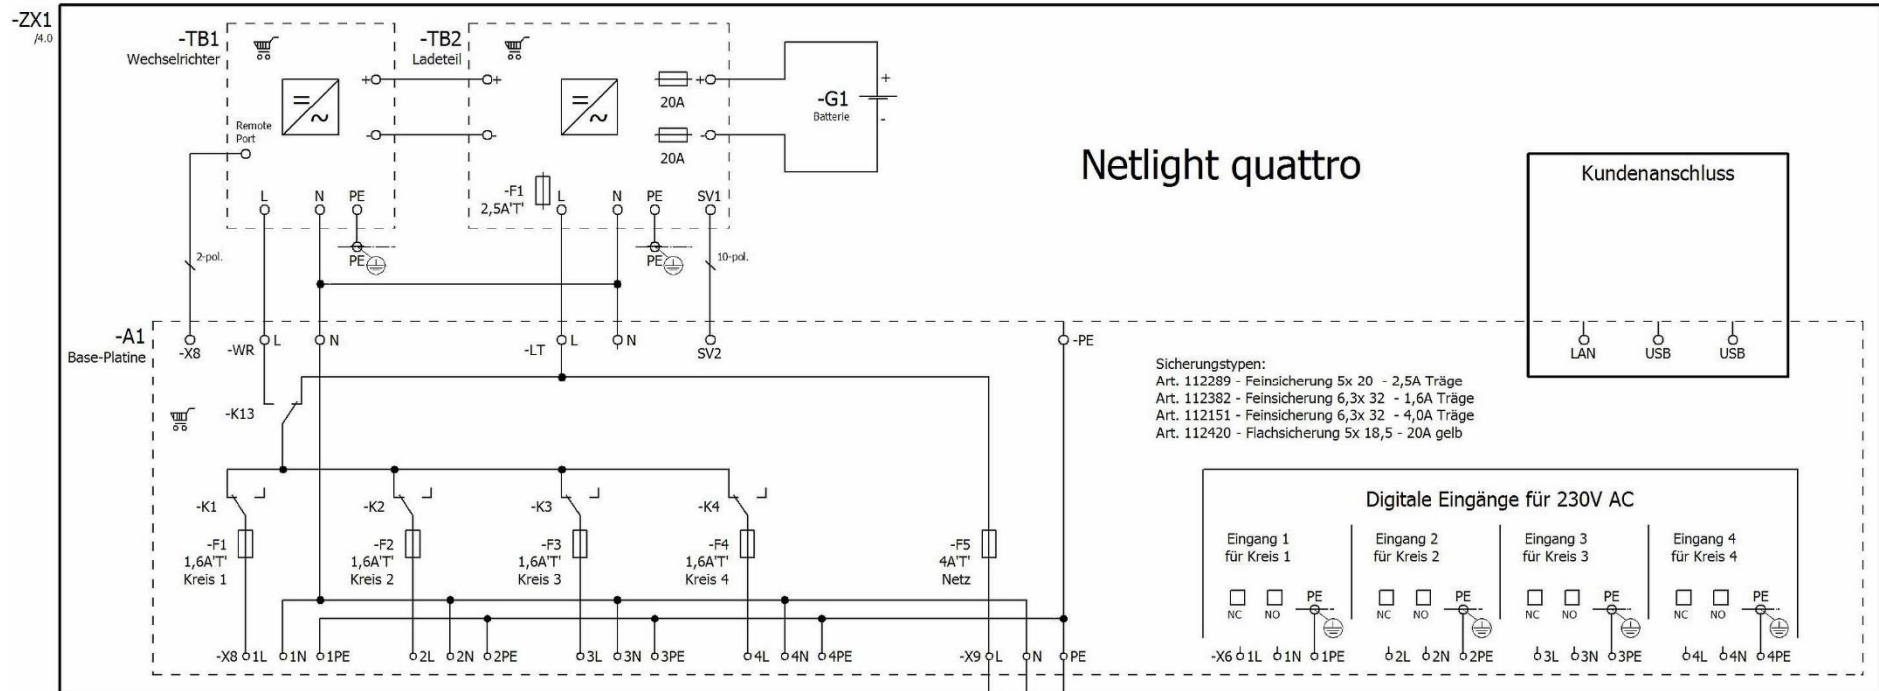 -ZX1
/4.0
-TB1
Wechselrichter
Remote
Port
+
-
L
N
PE
PE
2-pol.
-TB2
Ladeteil
+
-
20A
20A
+
-
-F1
2,5A'T'
L
N
PE
SV1
PE
10-pol.
-G1
Batterie
+
-
Netlight quattro
Kundenanschluss
LAN
USB
USB
-A1
Base-Platine
-X8
-WR
L
N
-LT
L
N
SV2
-PE
-K13
Sicherungstypen:
Art. 112289 - Feinsicherung 5x 20 - 2,5A Träge
Art. 112382 - Feinsicherung 6,3x 32 - 1,6A Träge
Art. 112151 - Feinsicherung 6,3x 32 - 4,0A Träge
Art. 112420 - Flachsicherung 5x 18,5 - 20A gelb
-K1
-K2
-K3
-K4
-F1
1,6A'T'
Kreis 1
-F2
1,6A'T'
Kreis 2
-F3
1,6A'T'
Kreis 3
-F4
1,6A'T'
Kreis 4
-F5
4A'T'
Netz
-X8 1L 1N 1PE 2L 2N 2PE 3L 3N 3PE 4L 4N 4PE -X9 L N PE
Digitale Eingänge für 230V AC
Eingang 1
für Kreis 1
NC
NO
PE
Eingang 2
für Kreis 2
NC
NO
PE
Eingang 3
für Kreis 3
NC
NO
PE
Eingang 4
für Kreis 4
NC
NO
PE
-X6 1L 1N 1PE 2L 2N 2PE 3L 3N 3PE 4L 4N 4PE